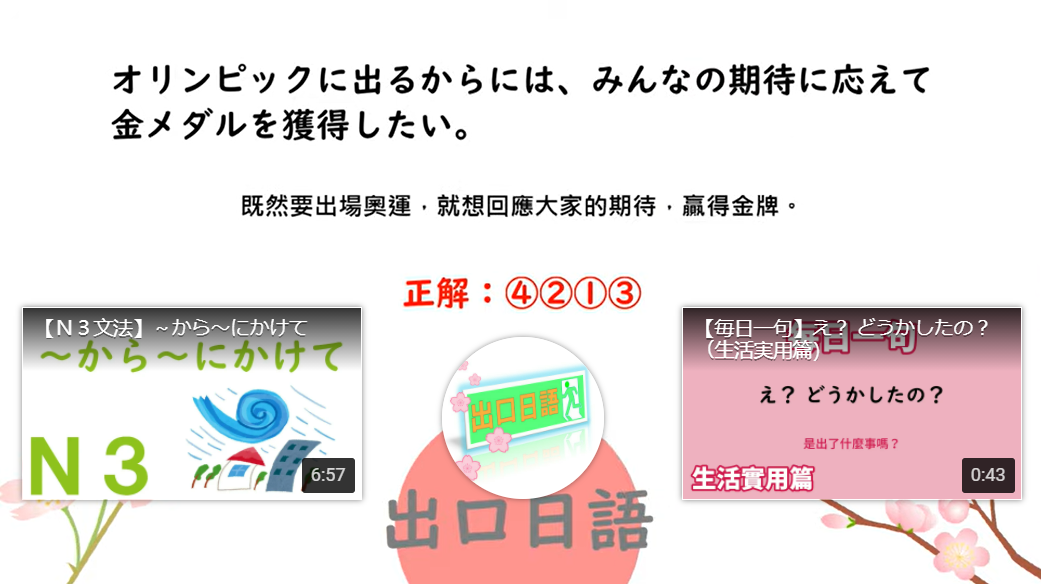 オリンピックに出るからには、みんなの期待に応えて
金メダルを獲得したい。
既然要出場奧運，就想回應大家的期待，贏得金牌。
正解：④②①③
【Ｎ３文法】~から～にかけて
～から～にかけて
N 3
6:57
出口日語
出口日語
【毎日一句】え？ どうかしたの？
（生活実用篇)
毎日一句
え？ どうかしたの？
是出了什麼事嗎？
生活實用篇
0:43